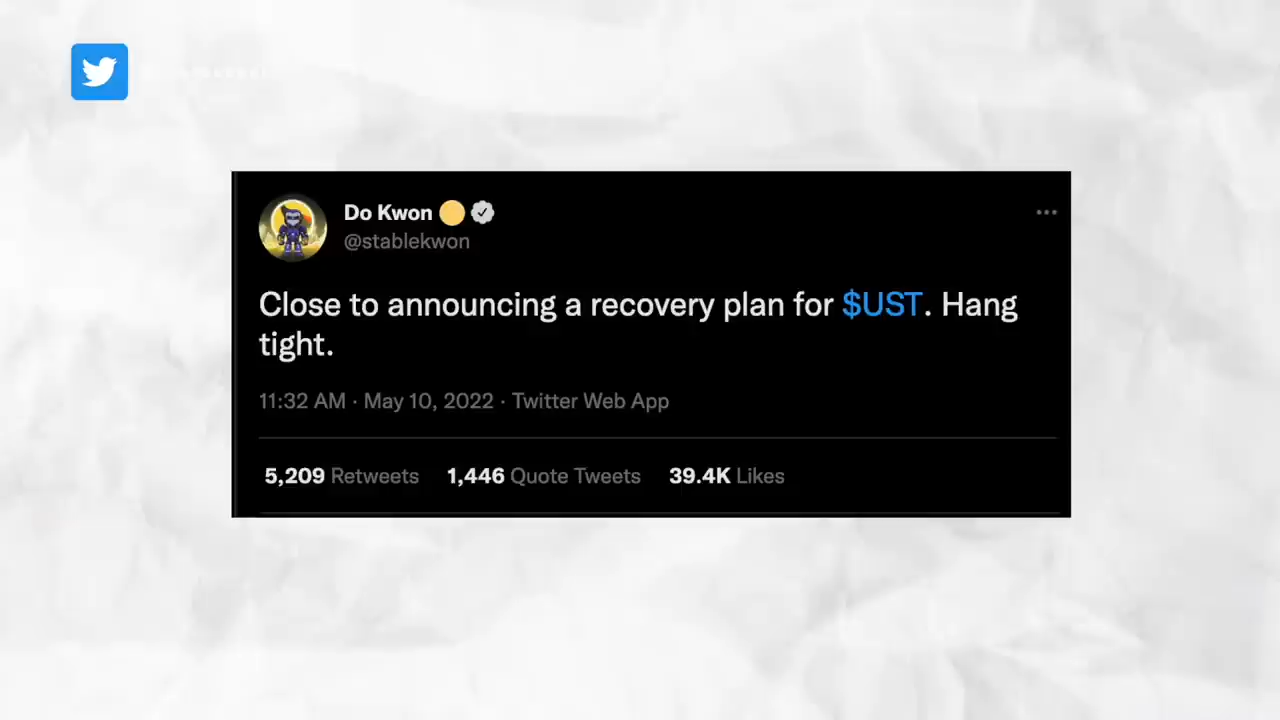 Do Kwon
@stablekwon
Close to announcing a recovery plan for $UST. Hang
tight.
11:32 AM · May 10, 2022 · Twitter Web App
5,209 Retweets 1,446 Quote Tweets 39.4K Likes